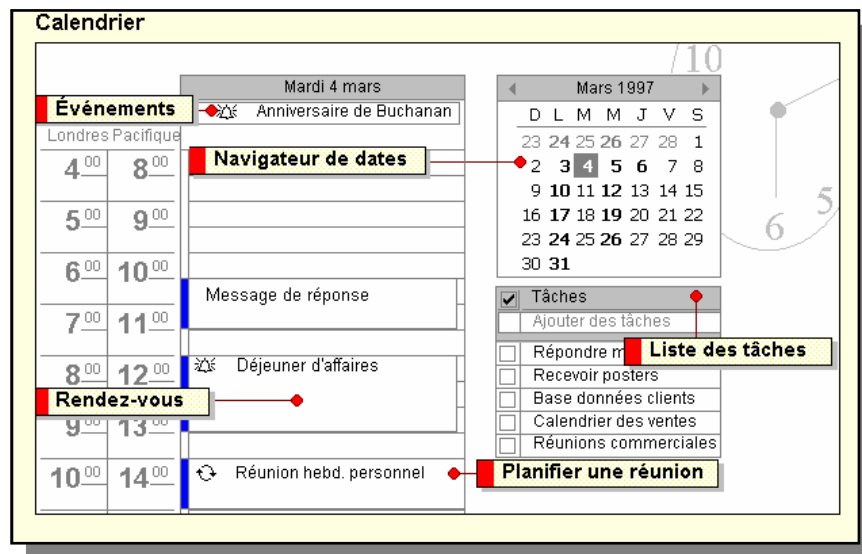 Calendrier
10
Mardi 4 mars
Événements
Anniversaire de Buchanan
Londres Pacifique
Navigateur de dates
4 00 8 00
5 00 9 00
6 00 10 00
Message de réponse
7 00 11 00
8 00 12 00
Déjeuner d'affaires
Rendez-vous
9 00 13 00
10 00 14 00
Réunion hebd. personnel
Planifier une réunion
Mars 1997
D L M M J V S
23 24 25 26 27 28 1
2 3 4 5 6 7 8
9 10 11 12 13 14 15
16 17 18 19 20 21 22
23 24 25 26 27 28 29
30 31
5
6
Tâches
Ajouter des tâches
Liste des tâches
Répondre m
Recevoir posters
Base données clients
Calendrier des ventes
Réunions commerciales